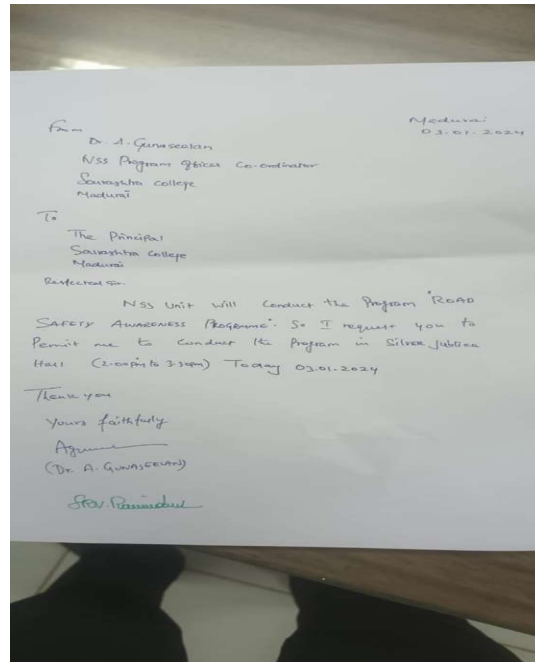 Madurai
03-01-2024
From
Dr. A. Gunaseelan
NSS Program Officer Co-ordinator
Sourashtra College
Madurai
To
The Principal
Sourashtra College
Madurai
Respected Sir.
NSS Unit will Conduct the Program "ROAD
SAFETY AWARENESS PROGRAMME". So I request you to
Permit me to Conduct the Program in Silver Jubilee
Hall (2-00pm to 3-30pm) Today 03.01-2024
Thank you
Yours faithfully
(Dr. A. GUNASEELAN)